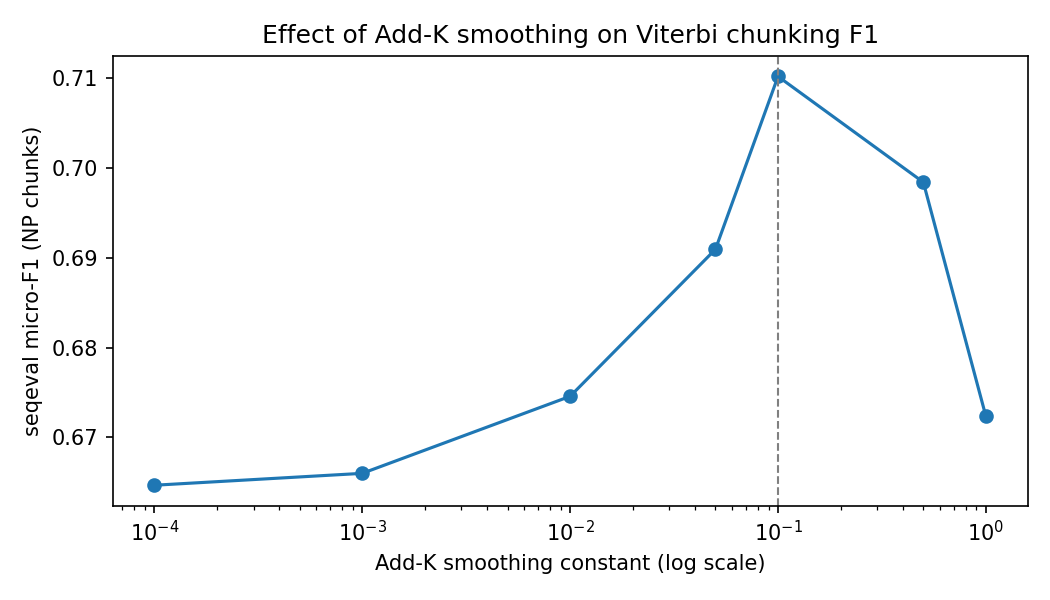 Effect of Add-K smoothing on Viterbi chunking F1
seqeval micro-F1 (NP chunks)
0.71
0.70
0.69
0.68
0.67
10⁻⁴ 10⁻³ 10⁻² 10⁻¹ 10⁰
Add-K smoothing constant (log scale)